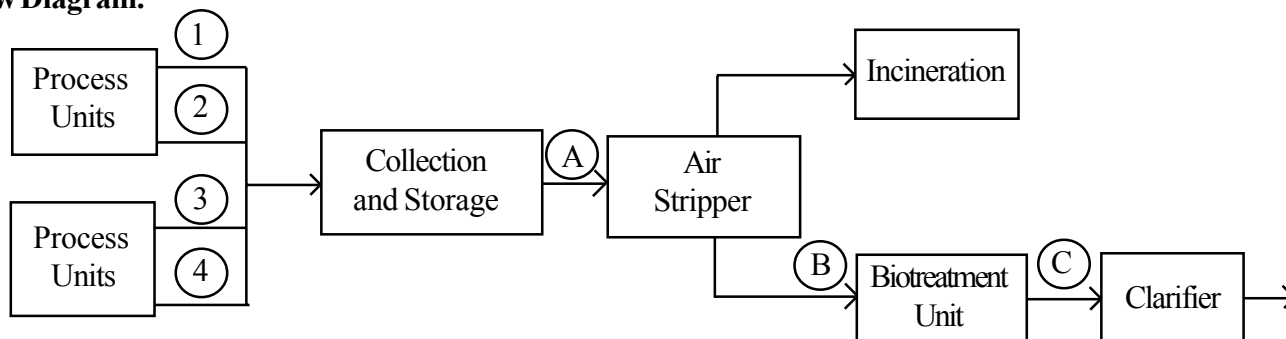 w Diagram:
1
Process
Units
2
3
Process
Units
4
Collection
and Storage
A
Air
Stripper
Incineration
B
Biotreatment
Unit
C
Clarifier